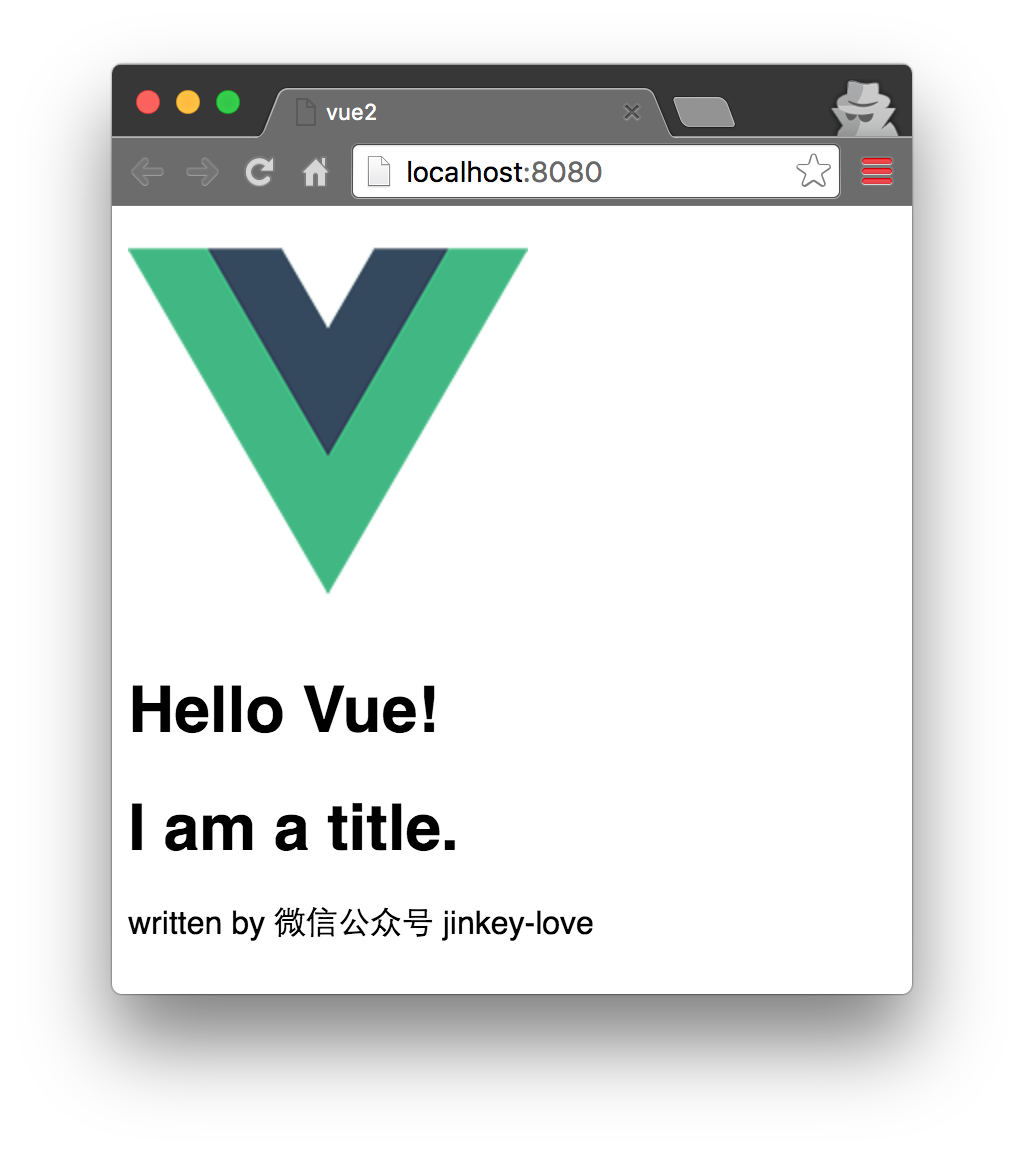 vue2
localhost:8080
Hello Vue!
I am a title.
written by 微信公众号 jinkey-love